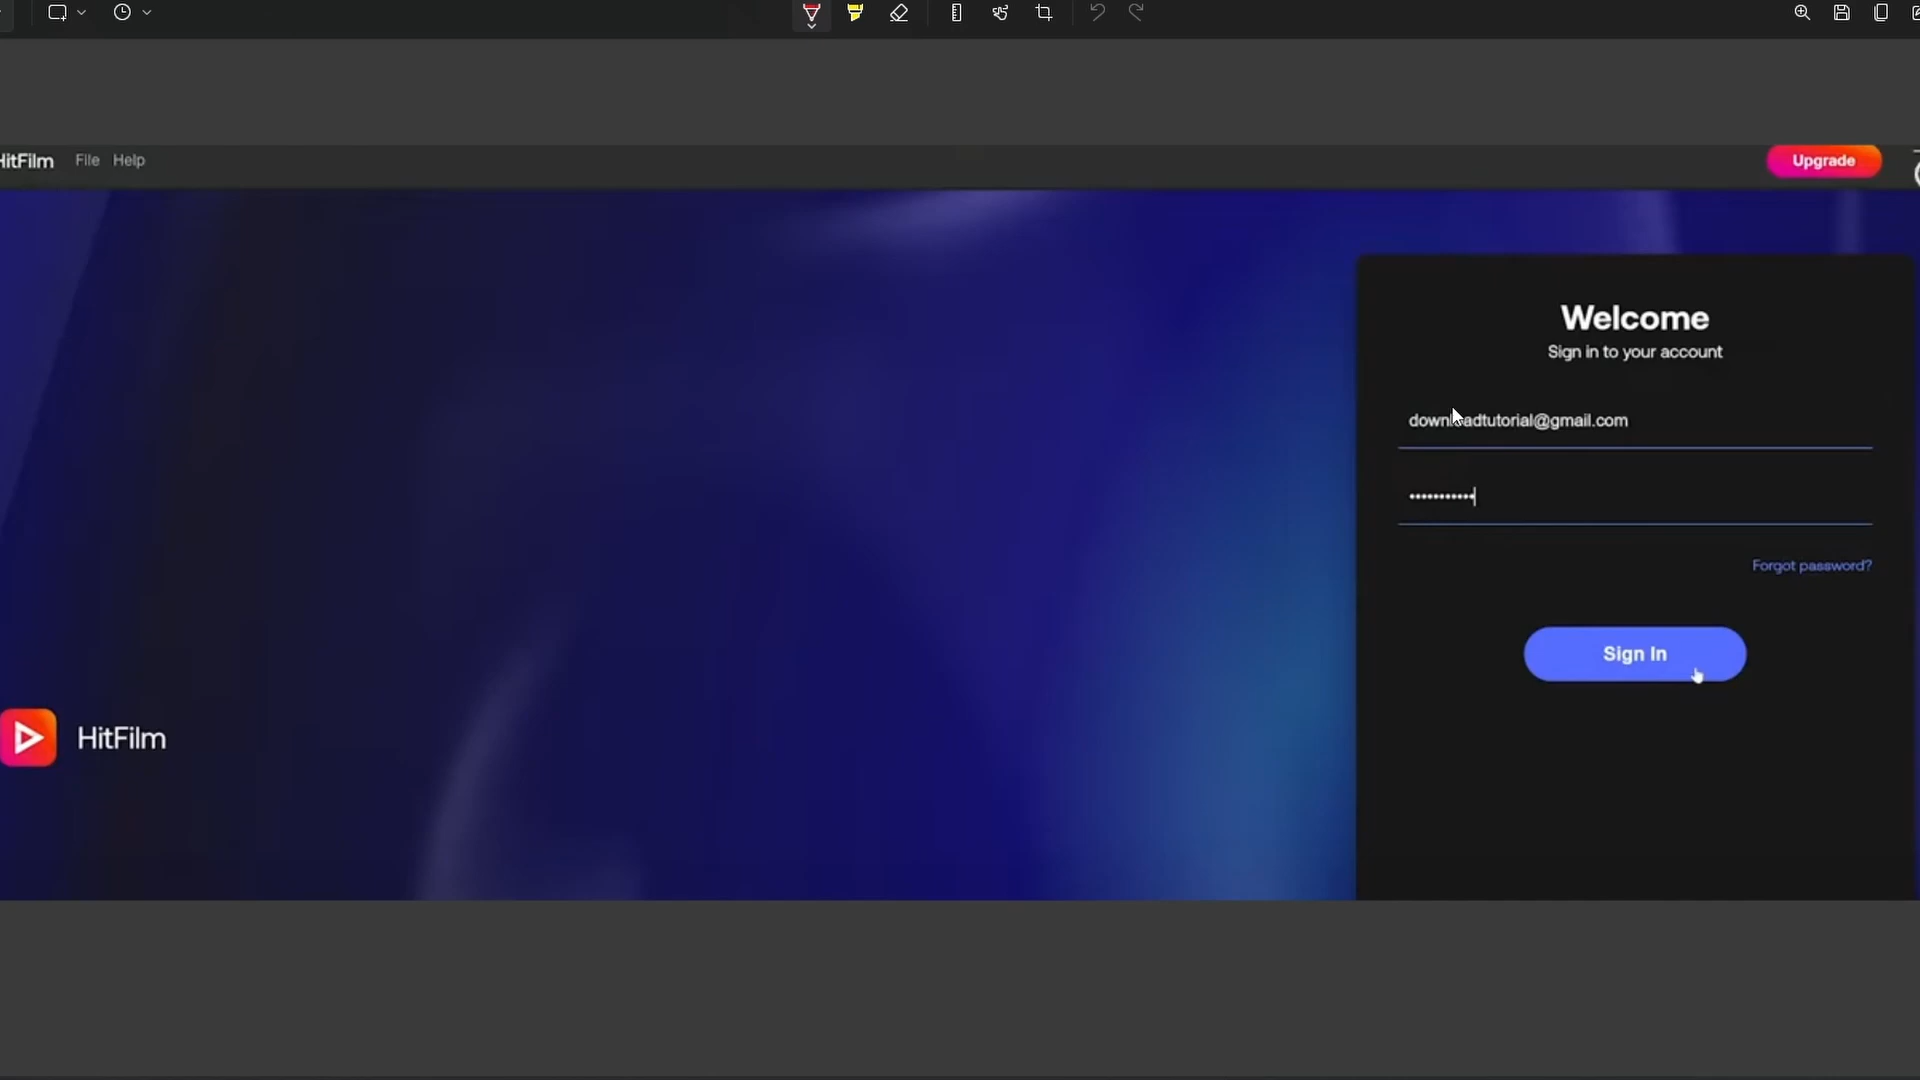 HitFilm File Help
Upgrade
Welcome
Sign in to your account
downloadtutorial@gmail.com
Forgot password?
Sign In
HitFilm